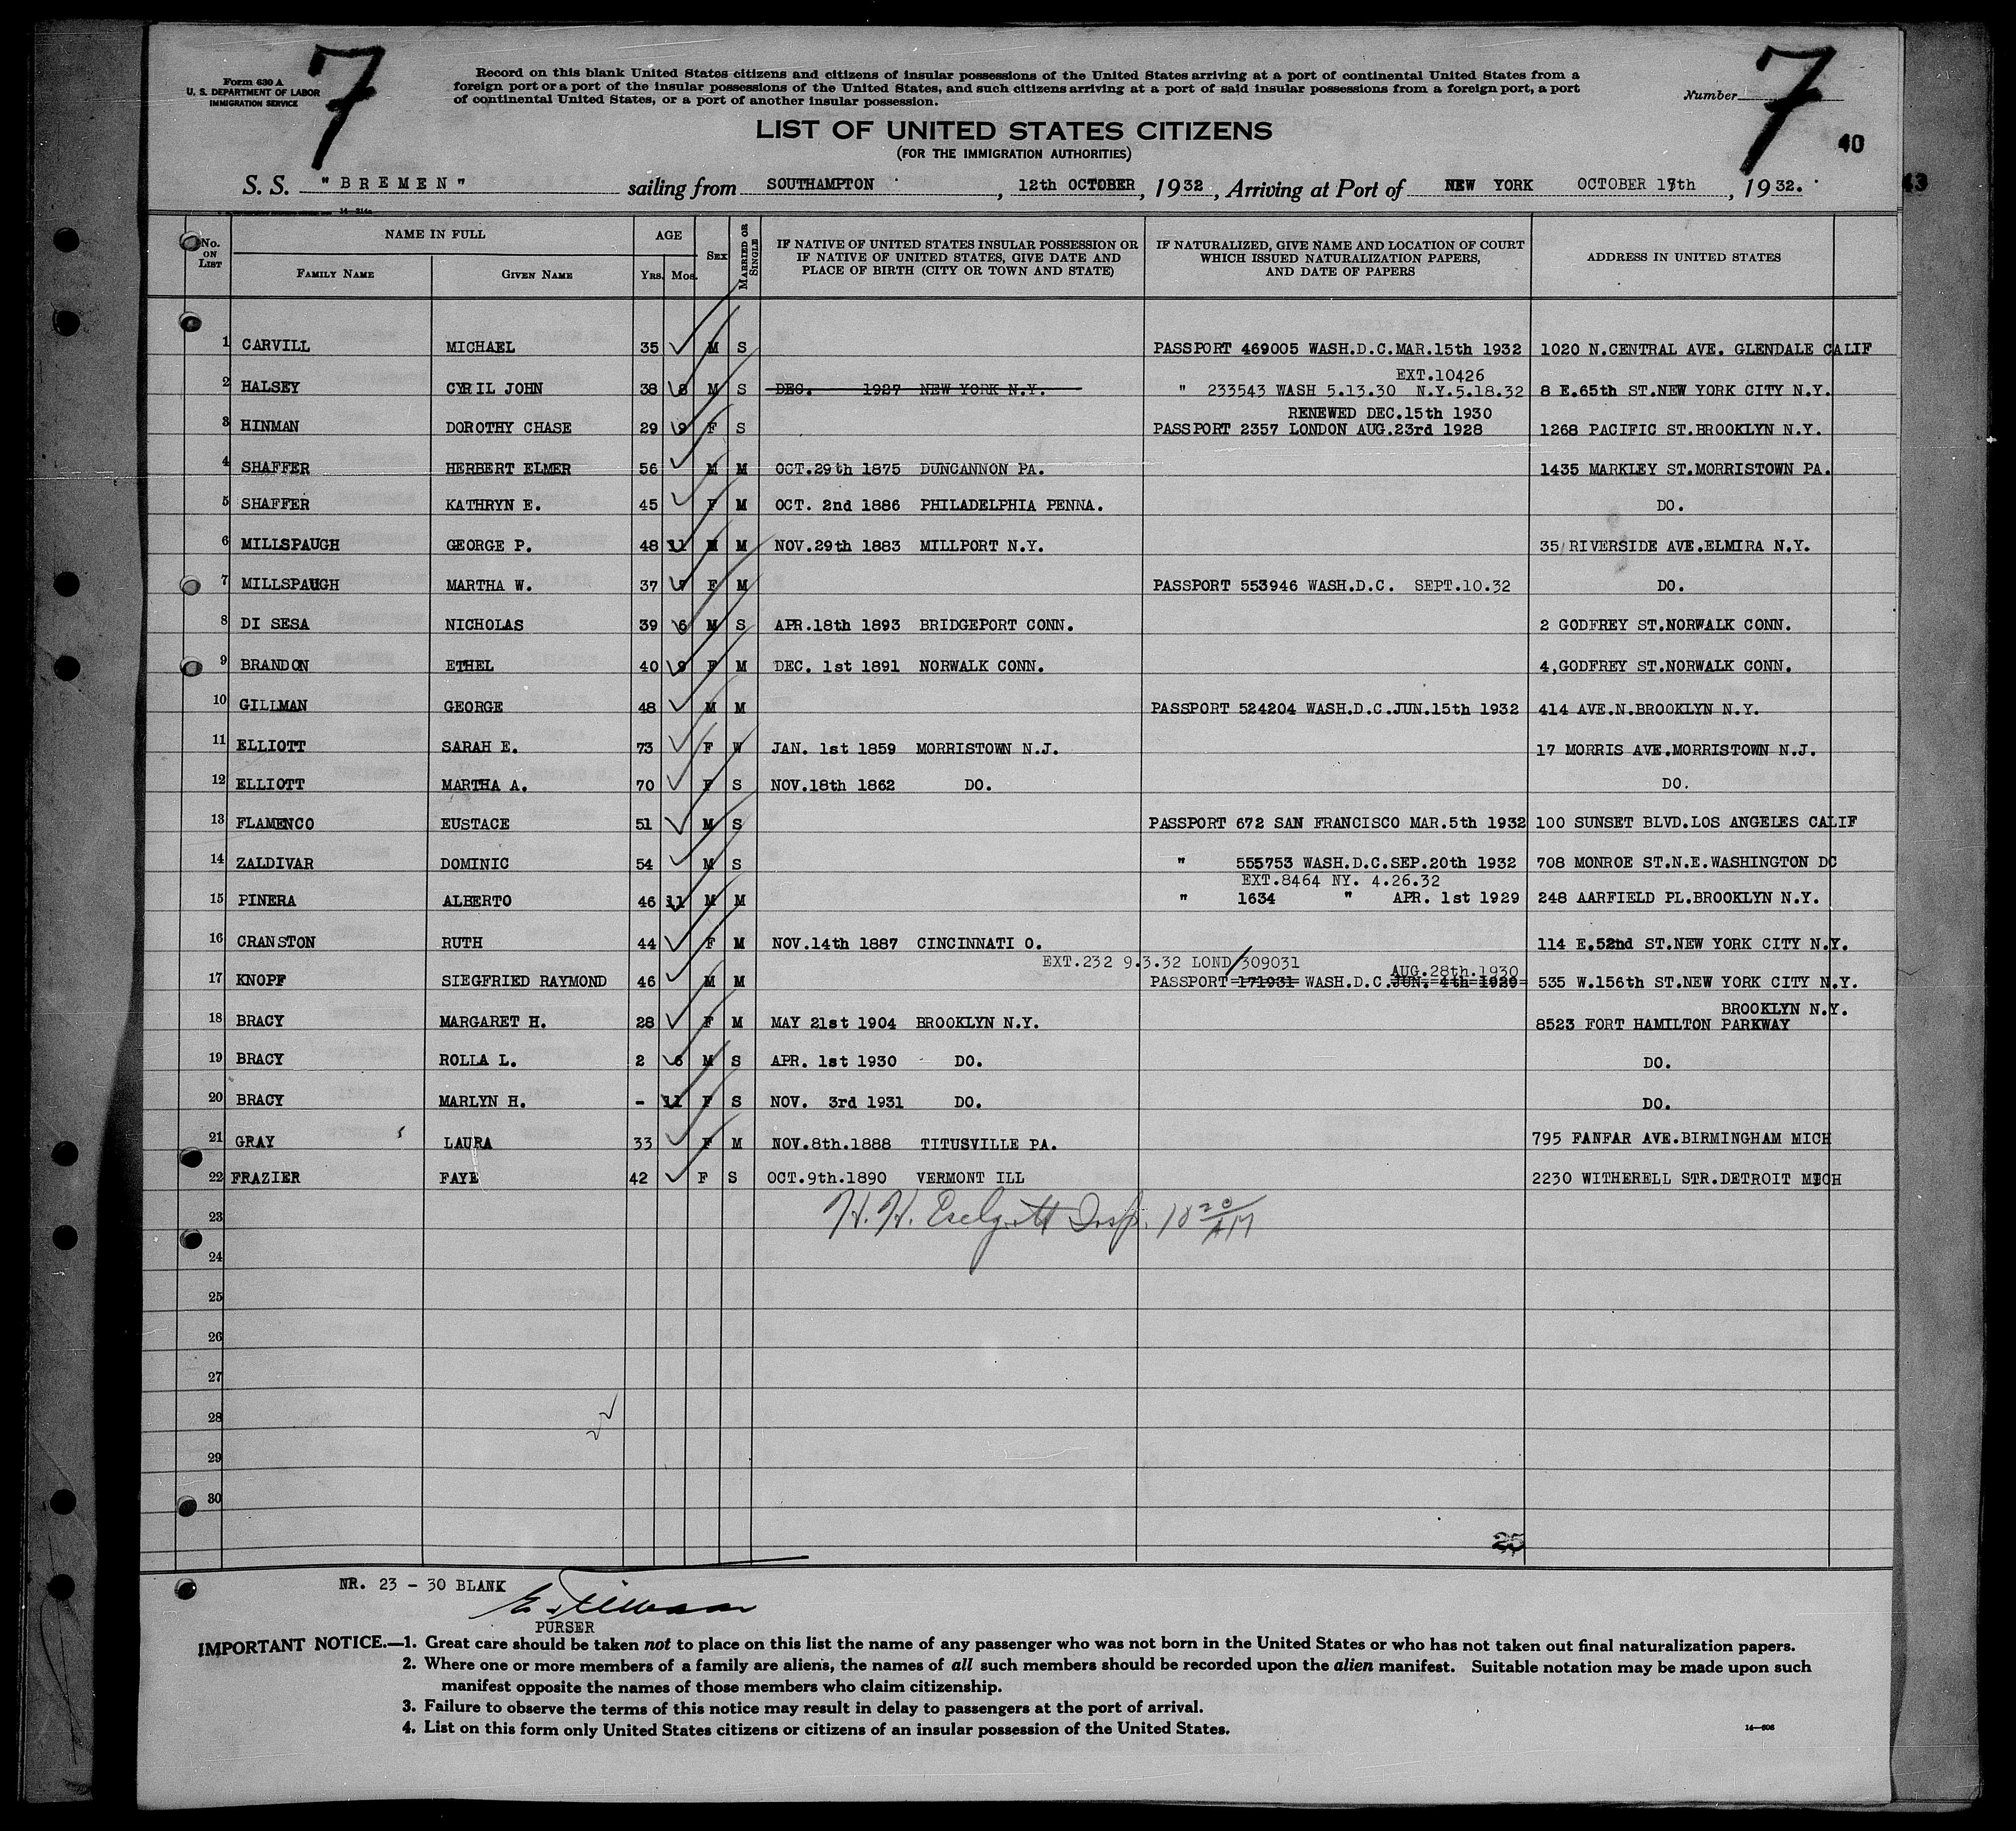 7
7
Form 630 A
U. S. DEPARTMENT OF LABOR
IMMIGRATION SERVICE
Record on this blank United States citizens and citizens of insular possessions of the United States arriving at a port of continental United States from a
foreign port or a port of the insular possessions of the United States, and such citizens arriving at a port of said insular possessions from a foreign port, a port
of continental United States, or a port of another insular possession.
Number
LIST OF UNITED STATES CITIZENS
(FOR THE IMMIGRATION AUTHORITIES)
40
43
S. S. "BREMEN" sailing from SOUTHAMPTON, 12th OCTOBER, 1932, Arriving at Port of NEW YORK OCTOBER 17th, 1932.
No. ON LIST
NAME IN FULL
FAMILY NAME GIVEN NAME
AGE
Yrs. Mos.
SEX
MARRIED OR SINGLE
IF NATIVE OF UNITED STATES INSULAR POSSESSION OR
IF NATIVE OF UNITED STATES, GIVE DATE AND
PLACE OF BIRTH (CITY OR TOWN AND STATE)
IF NATURALIZED, GIVE NAME AND LOCATION OF COURT
WHICH ISSUED NATURALIZATION PAPERS,
AND DATE OF PAPERS
ADDRESS IN UNITED STATES
1 CARVILL MICHAEL 35 M S PASSPORT 469005 WASH.D.C.MAR.15th 1932 1020 N.CENTRAL AVE. GLENDALE CALIF
EXT.10426
2 HALSEY CYRIL JOHN 38 8 M S DEC. 1927 NEW YORK N.Y. " 233543 WASH 5.13.30 N.Y.5.18.32 8 E.65th ST.NEW YORK CITY N.Y.
RENEWED DEC.15th 1930
3 HINMAN DOROTHY CHASE 29 9 F S PASSPORT 2357 LONDON AUG.23rd 1928 1268 PACIFIC ST.BROOKLYN N.Y.
4 SHAFFER HERBERT ELMER 56 M M OCT.29th 1875 DUNCANNON PA. 1435 MARKLEY ST.MORRISTOWN PA.
5 SHAFFER KATHRYN E. 45 F M OCT. 2nd 1886 PHILADELPHIA PENNA. DO.
6 MILLSPAUGH GEORGE P. 48 11 M M NOV.29th 1883 MILLPORT N.Y. 35 RIVERSIDE AVE.ELMIRA N.Y.
7 MILLSPAUGH MARTHA W. 37 7 F M PASSPORT 553946 WASH.D.C. SEPT.10.32 DO.
8 DI SESA NICHOLAS 39 6 M S APR.18th 1893 BRIDGEPORT CONN. 2 GODFREY ST.NORWALK CONN.
9 BRANDON ETHEL 40 9 F M DEC. 1st 1891 NORWALK CONN. 4,GODFREY ST.NORWALK CONN.
10 GILLMAN GEORGE 48 M M PASSPORT 524204 WASH.D.C.JUN.15th 1932 414 AVE.N.BROOKLYN N.Y.
11 ELLIOTT SARAH E. 73 F W JAN. 1st 1859 MORRISTOWN N.J. 17 MORRIS AVE.MORRISTOWN N.J.
12 ELLIOTT MARTHA A. 70 F S NOV.18th 1862 DO. DO.
13 FLAMENCO EUSTACE 51 M S PASSPORT 672 SAN FRANCISCO MAR.5th 1932 100 SUNSET BLVD.LOS ANGELES CALIF
14 ZALDIVAR DOMINIC 54 M S " 555753 WASH.D.C.SEP.20th 1932 708 MONROE ST.N.E.WASHINGTON DC
EXT.8464 NY. 4.26.32
15 PINERA ALBERTO 46 11 M M " 1634 " APR. 1st 1929 248 AARFIELD PL.BROOKLYN N.Y.
16 CRANSTON RUTH 44 F M NOV.14th 1887 CINCINNATI O. 114 E.52nd ST.NEW YORK CITY N.Y.
EXT.232 9.3.32 LOND/309031 AUG.28th.1930
17 KNOPF SIEGFRIED RAYMOND 46 M M PASSPORT 171931 WASH.D.C.JUN. 4th 1929 535 W.156th ST.NEW YORK CITY N.Y.
BROOKLYN N.Y.
18 BRACY MARGARET H. 28 F M MAY 21st 1904 BROOKLYN N.Y. 8523 FORT HAMILTON PARKWAY
19 BRACY ROLLA L. 2 6 M S APR. 1st 1930 DO. DO.
20 BRACY MARLYN H. - 11 F S NOV. 3rd 1931 DO. DO.
21 GRAY LAURA 33 F M NOV.8th.1888 TITUSVILLE PA. 795 FANFAR AVE.BIRMINGHAM MICH
22 FRAZIER FAYE 42 F S OCT.9th.1890 VERMONT ILL 2230 WITHERELL STR.DETROIT MICH
23 H. H. Insp. 10 20 AM
24
25
26
27
28
29
30
25
NR. 23 - 30 BLANK
PURSER
IMPORTANT NOTICE.—1. Great care should be taken not to place on this list the name of any passenger who was not born in the United States or who has not taken out final naturalization papers.
2. Where one or more members of a family are aliens, the names of all such members should be recorded upon the alien manifest. Suitable notation may be made upon such
manifest opposite the names of those members who claim citizenship.
3. Failure to observe the terms of this notice may result in delay to passengers at the port of arrival.
4. List on this form only United States citizens or citizens of an insular possession of the United States.
14—606